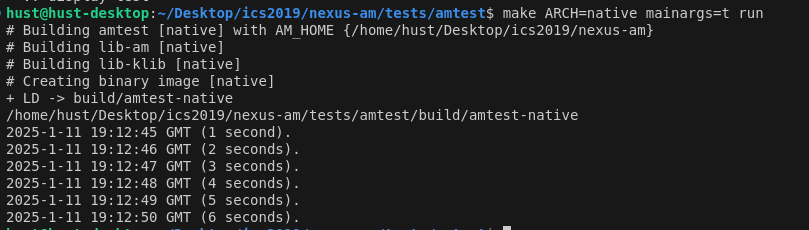 hust@hust-desktop:~/Desktop/ics2019/nexus-am/tests/amtest$ make ARCH=native mainargs=t run
# Building amtest [native] with AM_HOME {/home/hust/Desktop/ics2019/nexus-am}
# Building lib-am [native]
# Building lib-klib [native]
# Creating binary image [native]
+ LD -> build/amtest-native
/home/hust/Desktop/ics2019/nexus-am/tests/amtest/build/amtest-native
2025-1-11 19:12:45 GMT (1 second).
2025-1-11 19:12:46 GMT (2 seconds).
2025-1-11 19:12:47 GMT (3 seconds).
2025-1-11 19:12:48 GMT (4 seconds).
2025-1-11 19:12:49 GMT (5 seconds).
2025-1-11 19:12:50 GMT (6 seconds).